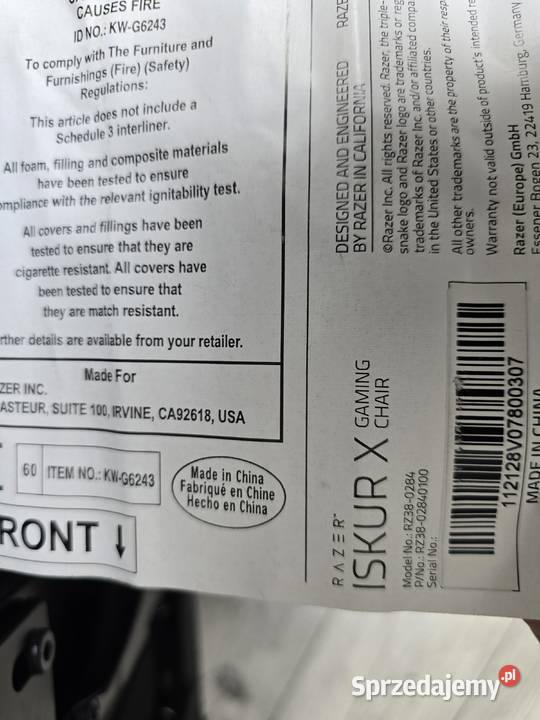 CAUSES FIRE
ID NO.: KW-G6243
To comply with The Furniture and
Furnishings (Fire) (Safety)
Regulations:
This article does not include a
Schedule 3 interliner.
All foam, filling and composite materials
have been tested to ensure
ompliance with the relevant ignitability test.
All covers and fillings have been
tested to ensure that they are
cigarette resistant. All covers have
been tested to ensure that
they are match resistant.
rther details are available from your retailer.
Made For
ZER INC.
ASTEUR, SUITE 100, IRVINE, CA92618, USA
60 ITEM NO.: KW-G6243
Made in China
Fabriqué en Chine
Hecho en China
RONT ↓
RAZER™
ISKUR X GAMING
CHAIR
Model No.: RZ38-0284
P/No.: RZ38-02840100
Serial No.:
112128V07800307
MADE IN CHINA
DESIGNED AND ENGINEERED
BY RAZER IN CALIFORNIA
RAZE
©Razer Inc. All rights reserved. Razer, the triple-
snake logo and Razer logo are trademarks or reg
trademarks of Razer Inc. and/or affiliated compa
in the United States or other countries.
All other trademarks are the property of their resp
owners.
Warranty not valid outside of product's intended re
Razer (Europe) GmbH
Essener Bogen 23, 22419 Hamburg, Germany
Sprzedajemy.pl